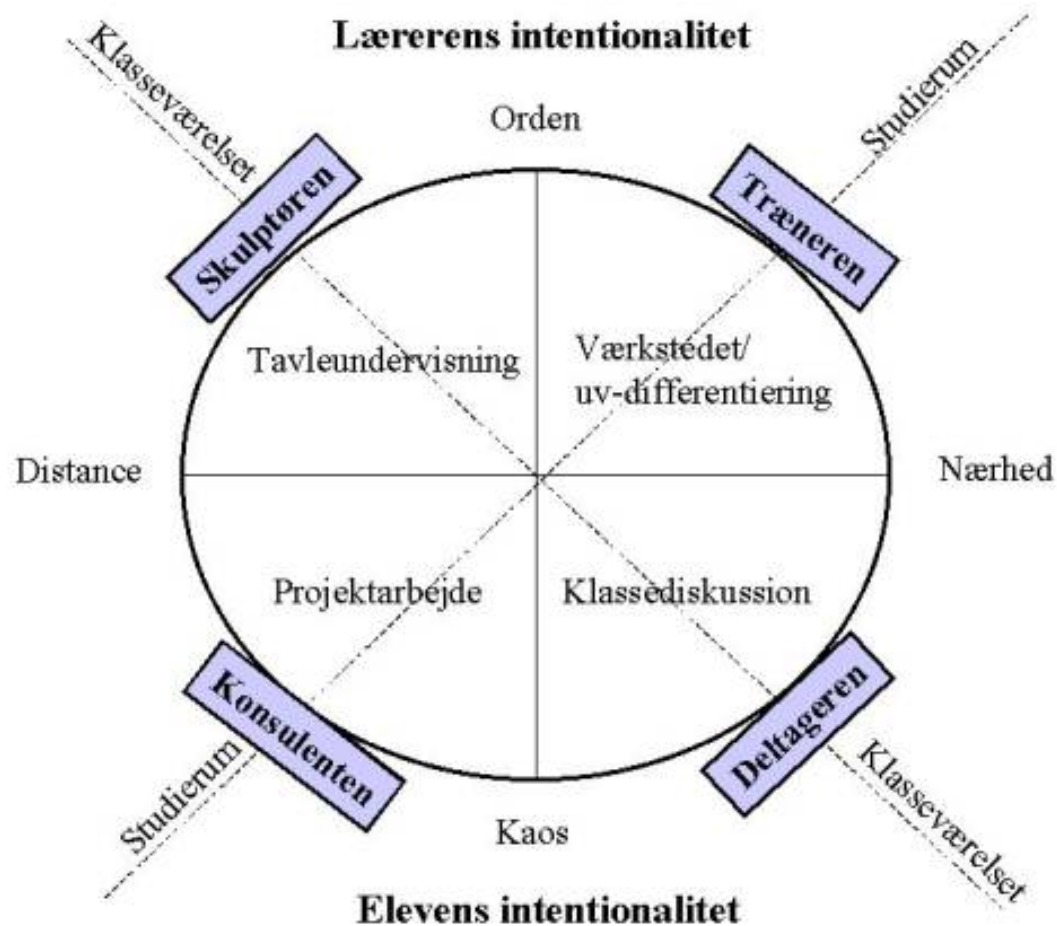 Lærerens intentionalitet
Klasseværelset
Studierum
Orden
Skulptøren
Træneren
Tavleundervisning
Værkstedet/
uv-differentiering
Distance
Nærhed
Projektarbejde
Klassediskussion
Konsulenten
Deltageren
Studierum
Klasseværelset
Kaos
Elevens intentionalitet